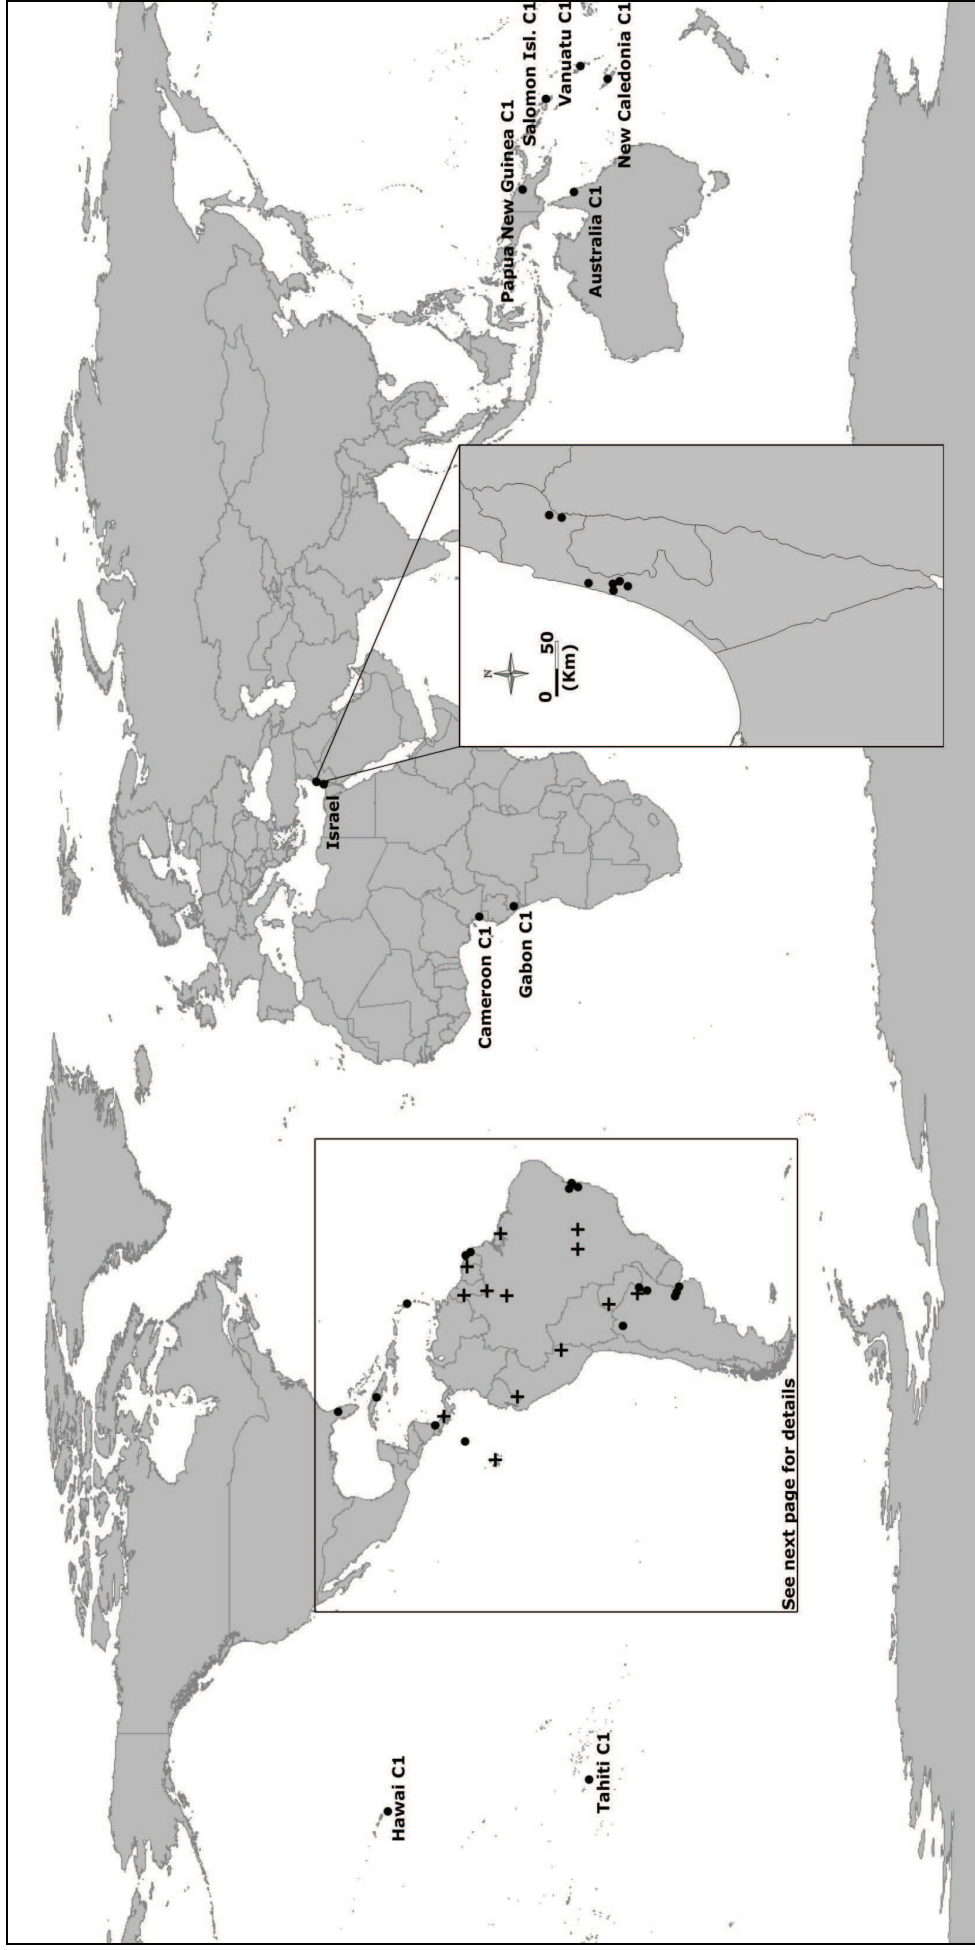 Hawai C1
Tahiti C1
See next page for details
Cameroon C1
Gabon C1
Israel
N
0 50
(Km)
Papua New Guinea C1
Salomon Isl. C1
Vanuatu C1
New Caledonia C1
Australia C1